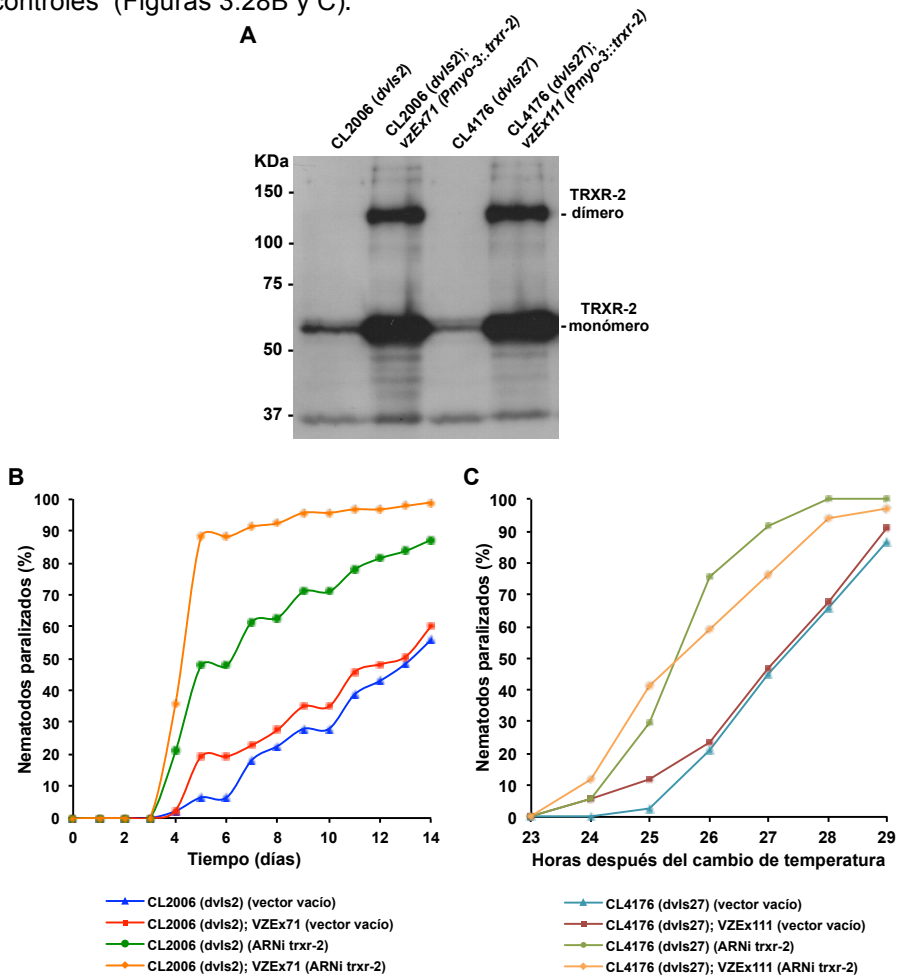 controles (Figuras 3.28B y C).
A
CL2006 (dvIs2)
CL2006 (dvIs2);
vzEx71 (Pmyo-3::trxr-2)
CL4176 (dvIs27)
CL4176 (dvIs27);
vzEx111 (Pmyo-3::trxr-2)
KDa
150 -
100 -
75 -
50 -
37 -
TRXR-2
- dímero
TRXR-2
-monómero
B
Nematodos paralizados (%)
100
90
80
70
60
50
40
30
20
10
0
0 2 4 6 8 10 12 14
Tiempo (días)
CL2006 (dvIs2) (vector vacío)
CL2006 (dvIs2); VZEx71 (vector vacío)
CL2006 (dvIs2) (ARNi trxr-2)
CL2006 (dvIs2); VZEx71 (ARNi trxr-2)
C
Nematodos paralizados (%)
100
90
80
70
60
50
40
30
20
10
0
23 24 25 26 27 28 29
Horas después del cambio de temperatura
CL4176 (dvIs27) (vector vacío)
CL4176 (dvIs27); VZEx111 (vector vacío)
CL4176 (dvIs27) (ARNi trxr-2)
CL4176 (dvIs27); VZEx111 (ARNi trxr-2)